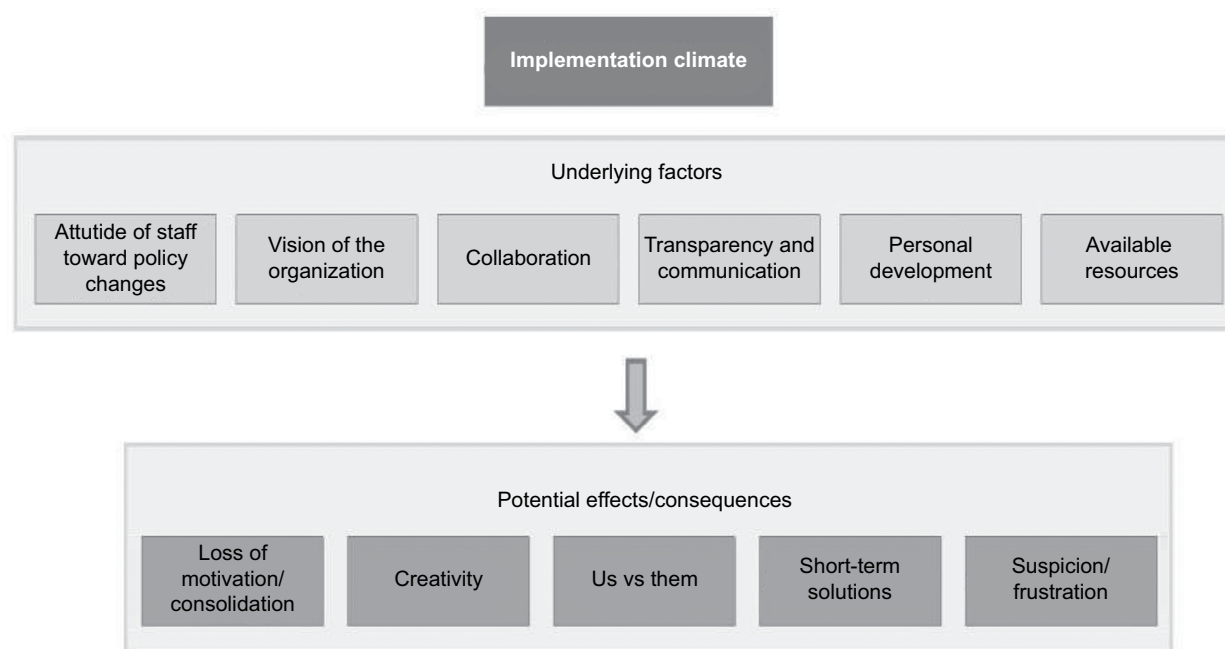 Implementation climate
Underlying factors
Attutide of staff
toward policy
changes
Vision of the
organization
Collaboration
Transparency and
communication
Personal
development
Available
resources
Potential effects/consequences
Loss of
motivation/
consolidation
Creativity
Us vs them
Short-term
solutions
Suspicion/
frustration